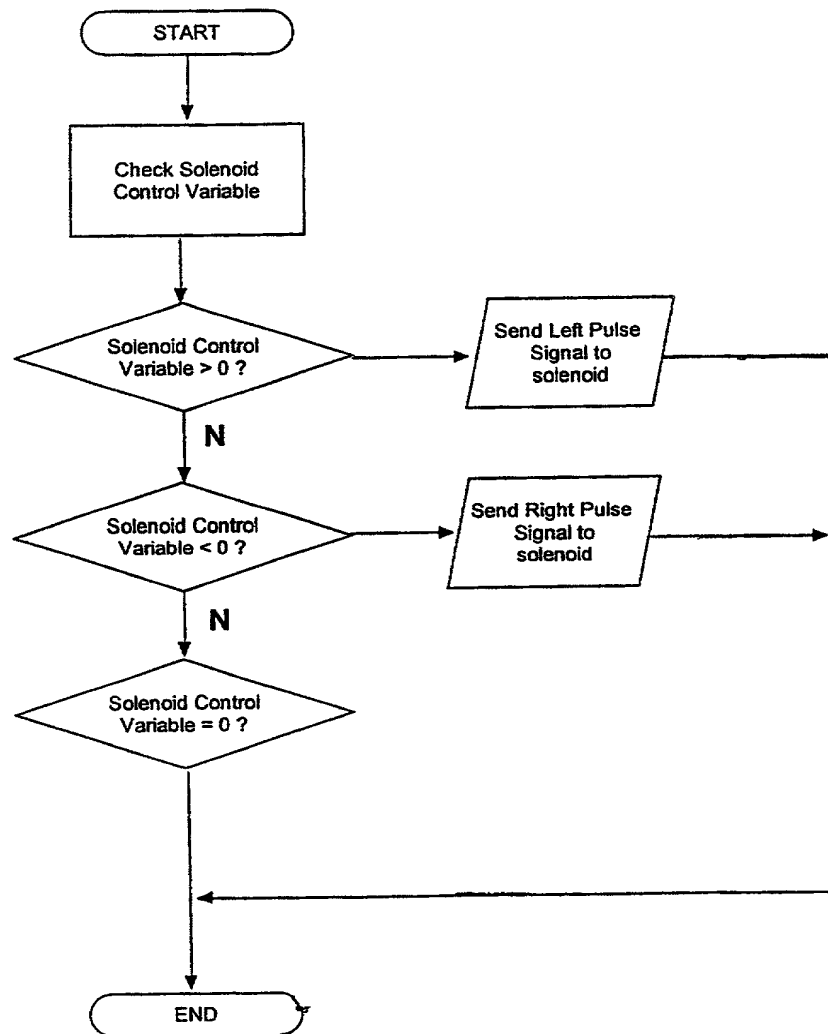 START
Check Solenoid
Control Variable
Solenoid Control
Variable > 0 ?
Send Left Pulse
Signal to
solenoid
N
Solenoid Control
Variable < 0 ?
Send Right Pulse
Signal to
solenoid
N
Solenoid Control
Variable = 0 ?
END